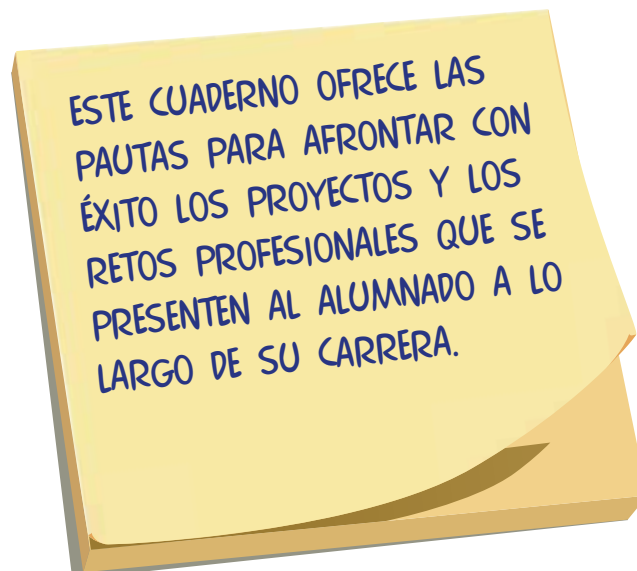 ESTE CUADERNO OFRECE LAS
PAUTAS PARA AFRONTAR CON
ÉXITO LOS PROYECTOS Y LOS
RETOS PROFESIONALES QUE SE
PRESENTEN AL ALUMNADO A LO
LARGO DE SU CARRERA.